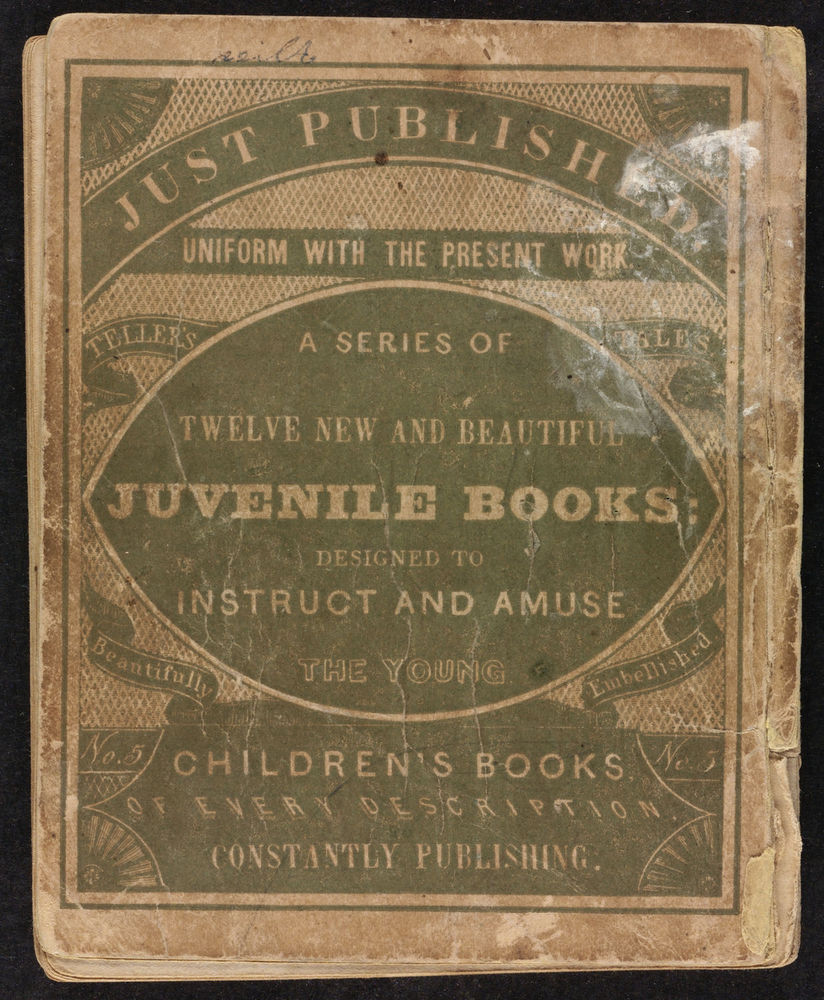 JUST PUBLISHED
UNIFORM WITH THE PRESENT WORK
TELLER'S
A SERIES OF
TWELVE NEW AND BEAUTIFUL
JUVENILE BOOKS:
DESIGNED TO
INSTRUCT AND AMUSE
THE YOUNG.
Beautifully
Embellished
No. 5
No. 5
CHILDREN'S BOOKS
OF EVERY DESCRIPTION.
CONSTANTLY PUBLISHING.